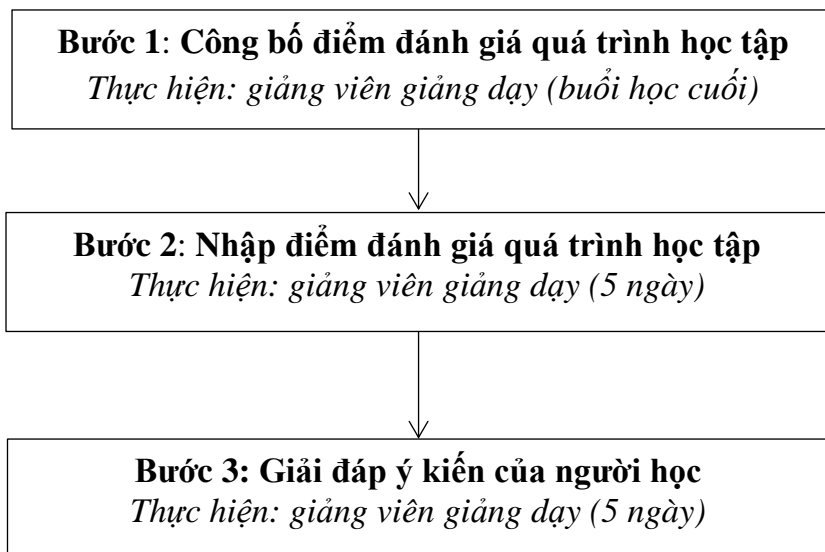 Bước 1: Công bố điểm đánh giá quá trình học tập
Thực hiện: giảng viên giảng dạy (buổi học cuối)
Bước 2: Nhập điểm đánh giá quá trình học tập
Thực hiện: giảng viên giảng dạy (5 ngày)
Bước 3: Giải đáp ý kiến của người học
Thực hiện: giảng viên giảng dạy (5 ngày)